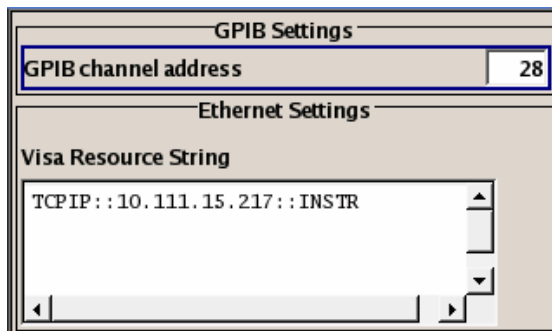 GPIB Settings
GPIB channel address 28
Ethernet Settings
Visa Resource String
TCPIP::10.111.15.217::INSTR